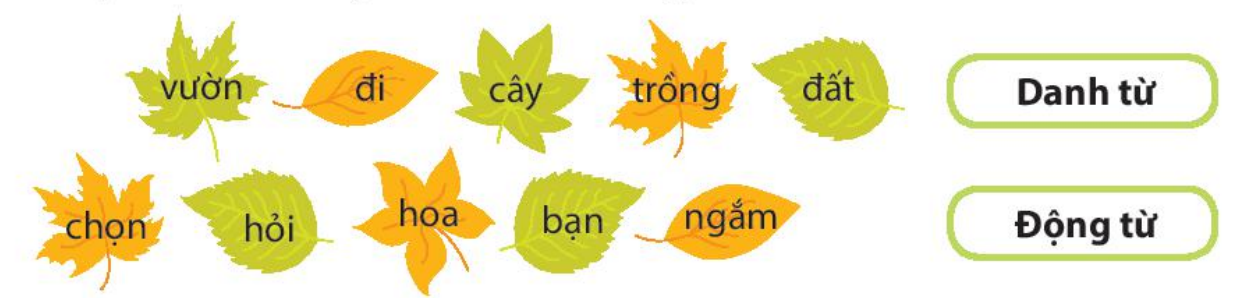 vườn đi cây trồng đất Danh từ
chọn hỏi hoa bạn ngắm Động từ